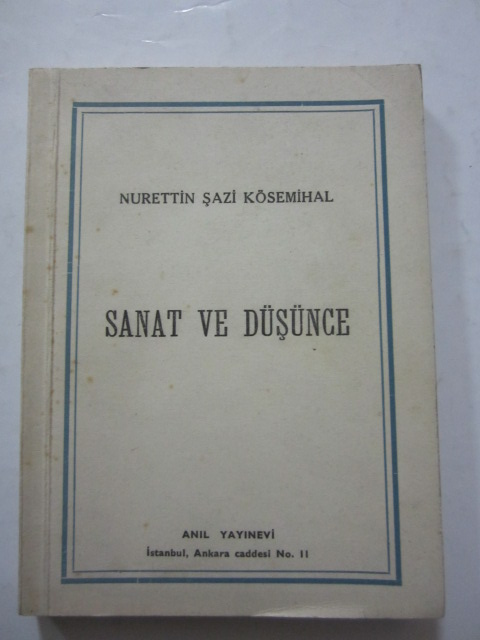 NURETTİN ŞAZİ KÖSEMİHAL
SANAT VE DÜŞÜNCE
ANIL YAYINEVİ
İstanbul, Ankara caddesi No. 11